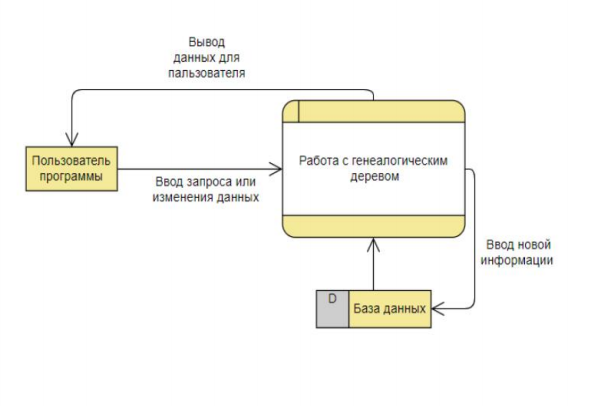 Вывод
данных для
пальзователя
Пользователь
программы
Ввод запроса или
изменения данных
Работа с генеалогическим
деревом
Ввод новой
информации
D
База данных